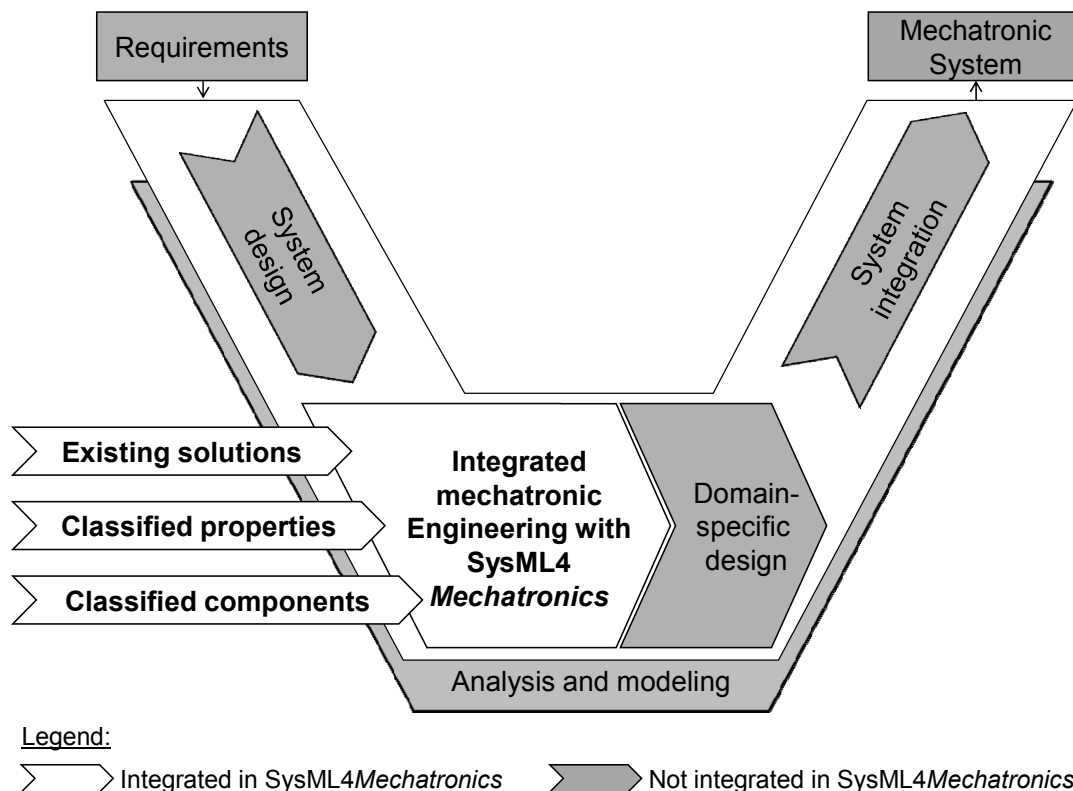 Requirements
Mechatronic
System
System
design
System
integration
Existing solutions
Classified properties
Classified components
Integrated
mechatronic
Engineering with
SysML4
Mechatronics
Domain-
specific
design
Analysis and modeling
Legend:
Integrated in SysML4Mechatronics
Not integrated in SysML4Mechatronics